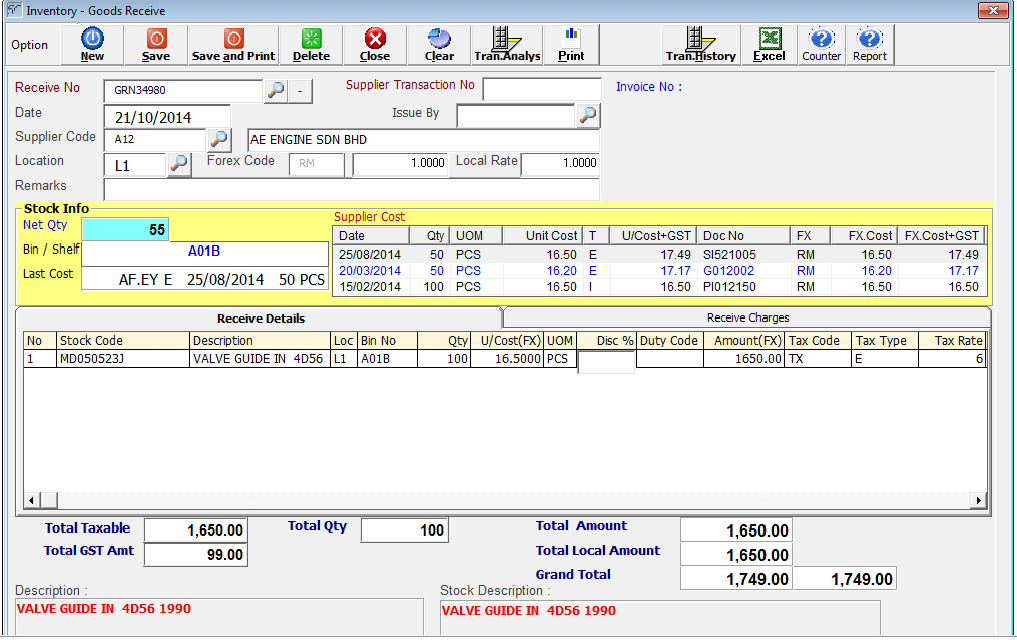 Inventory - Goods Receive
Option New Save Save and Print Delete Close Clear Tran.Analys Print Tran.History Excel Counter Report
Receive No GRN34980 - Supplier Transaction No Invoice No :
Date 21/10/2014 Issue By
Supplier Code A12 AE ENGINE SDN BHD
Location L1 Forex Code RM 1.0000 Local Rate 1.0000
Remarks
Stock Info
Net Qty 55
Bin / Shelf A01B
Last Cost AF.EY E 25/08/2014 50 PCS
Supplier Cost
Date Qty UOM Unit Cost T U/Cost+GST Doc No FX FX.Cost FX.Cost+GST
25/08/2014 50 PCS 16.50 E 17.49 SI521005 RM 16.50 17.49
20/03/2014 50 PCS 16.20 E 17.17 G012002 RM 16.20 17.17
15/02/2014 100 PCS 16.50 I 16.50 PI012150 RM 16.50 16.50
Receive Details Receive Charges
No Stock Code Description Loc Bin No Qty U/Cost(FX) UOM Disc % Duty Code Amount(FX) Tax Code Tax Type Tax Rate
1 MD050523J VALVE GUIDE IN 4D56 L1 A01B 100 16.5000 PCS 1650.00 TX E 6
Total Taxable 1,650.00 Total Qty 100 Total Amount 1,650.00
Total GST Amt 99.00 Total Local Amount 1,650.00
Grand Total 1,749.00 1,749.00
Description : Stock Description :
VALVE GUIDE IN 4D56 1990 VALVE GUIDE IN 4D56 1990